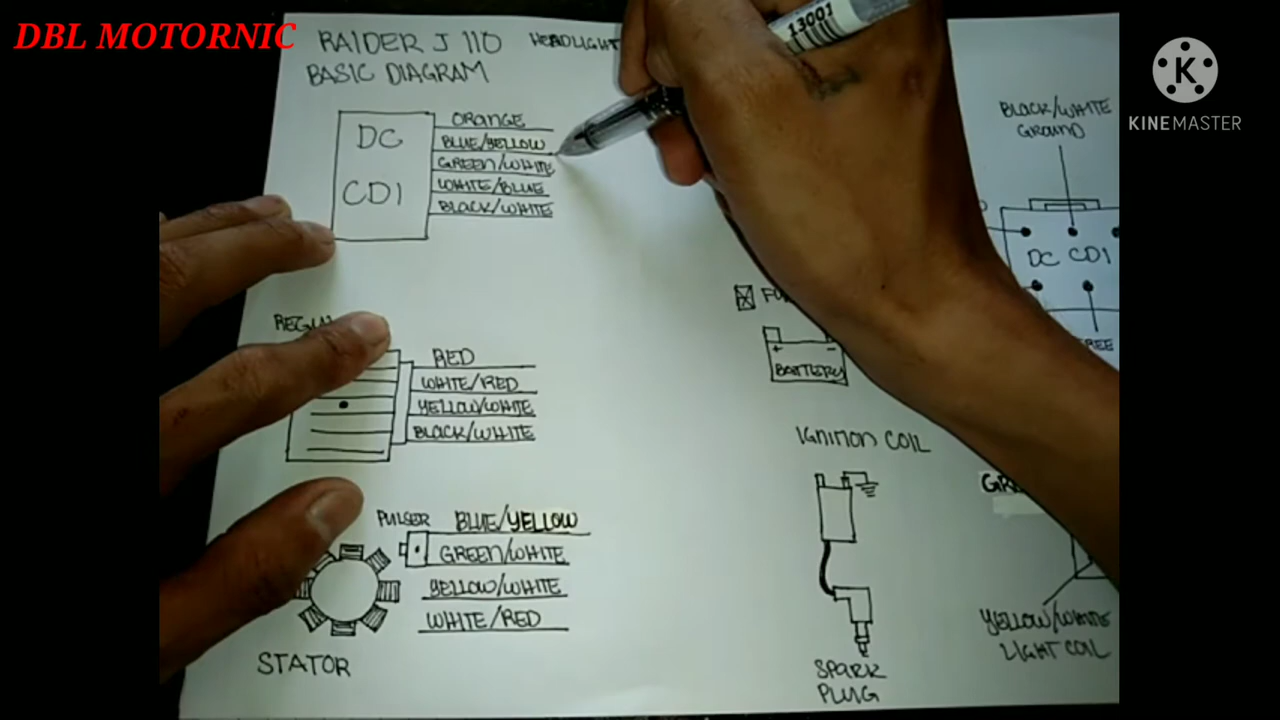 DBL MOTORNIC
RAIDER J 110
BASIC DIAGRAM
HEADLIGHT
13001
KINEMASTER
K
BLACK/WHITE
GROUND
DC
CDI
ORANGE
BLUE/YELLOW
GREEN/WHITE
WHITE/BLUE
BLACK/WHITE
DC CDI
RED
WHITE/RED
YELLOW/WHITE
BLACK/WHITE
+ -
BATTERY
IGNITION COIL
PULSER
BLUE/YELLOW
GREEN/WHITE
YELLOW/WHITE
WHITE/RED
STATOR
SPARK
PLUG
YELLOW/WHITE
LIGHT COIL